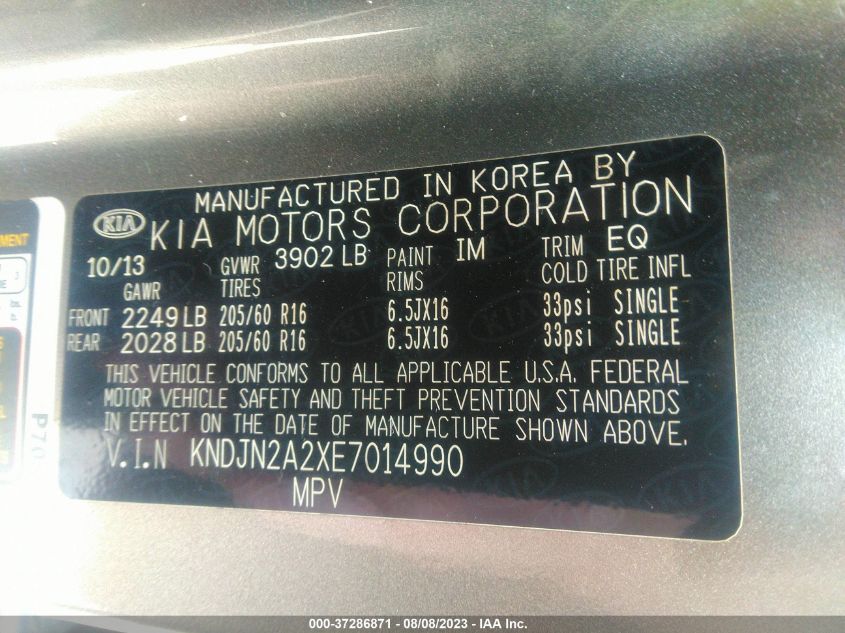 MANUFACTURED IN KOREA BY
KIA KIA MOTORS CORPORATION
10/13 GVWR 3902 LB PAINT IM TRIM EQ
GAWR TIRES RIMS COLD TIRE INFL
FRONT 2249 LB 205/60 R16 6.5JX16 33psi SINGLE
REAR 2028 LB 205/60 R16 6.5JX16 33psi SINGLE
THIS VEHICLE CONFORMS TO ALL APPLICABLE U.S.A. FEDERAL
MOTOR VEHICLE SAFETY AND THEFT PREVENTION STANDARDS
IN EFFECT ON THE DATE OF MANUFACTURE SHOWN ABOVE.
V.I.N KNDJN2A2XE7014990
MPV
P70
000-37286871 - 08/08/2023 - IAA Inc.